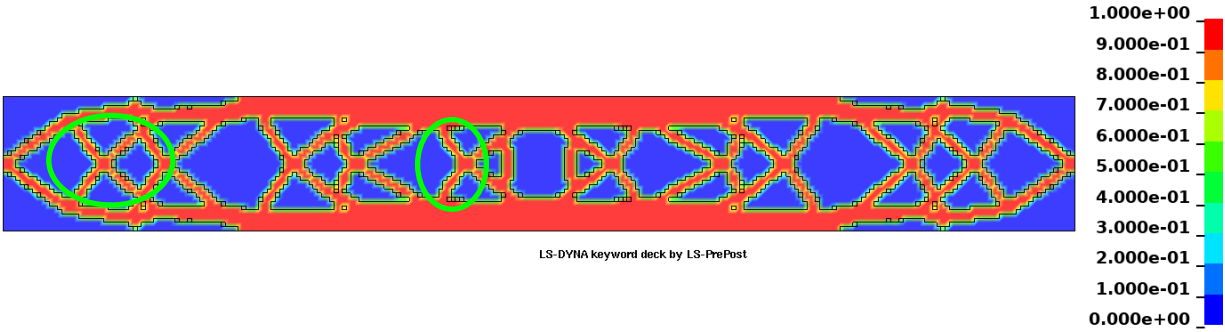 1.000e+00
9.000e-01
8.000e-01
7.000e-01
6.000e-01
5.000e-01
4.000e-01
3.000e-01
2.000e-01
1.000e-01
0.000e+00
LS-DYNA keyword deck by LS-PrePost